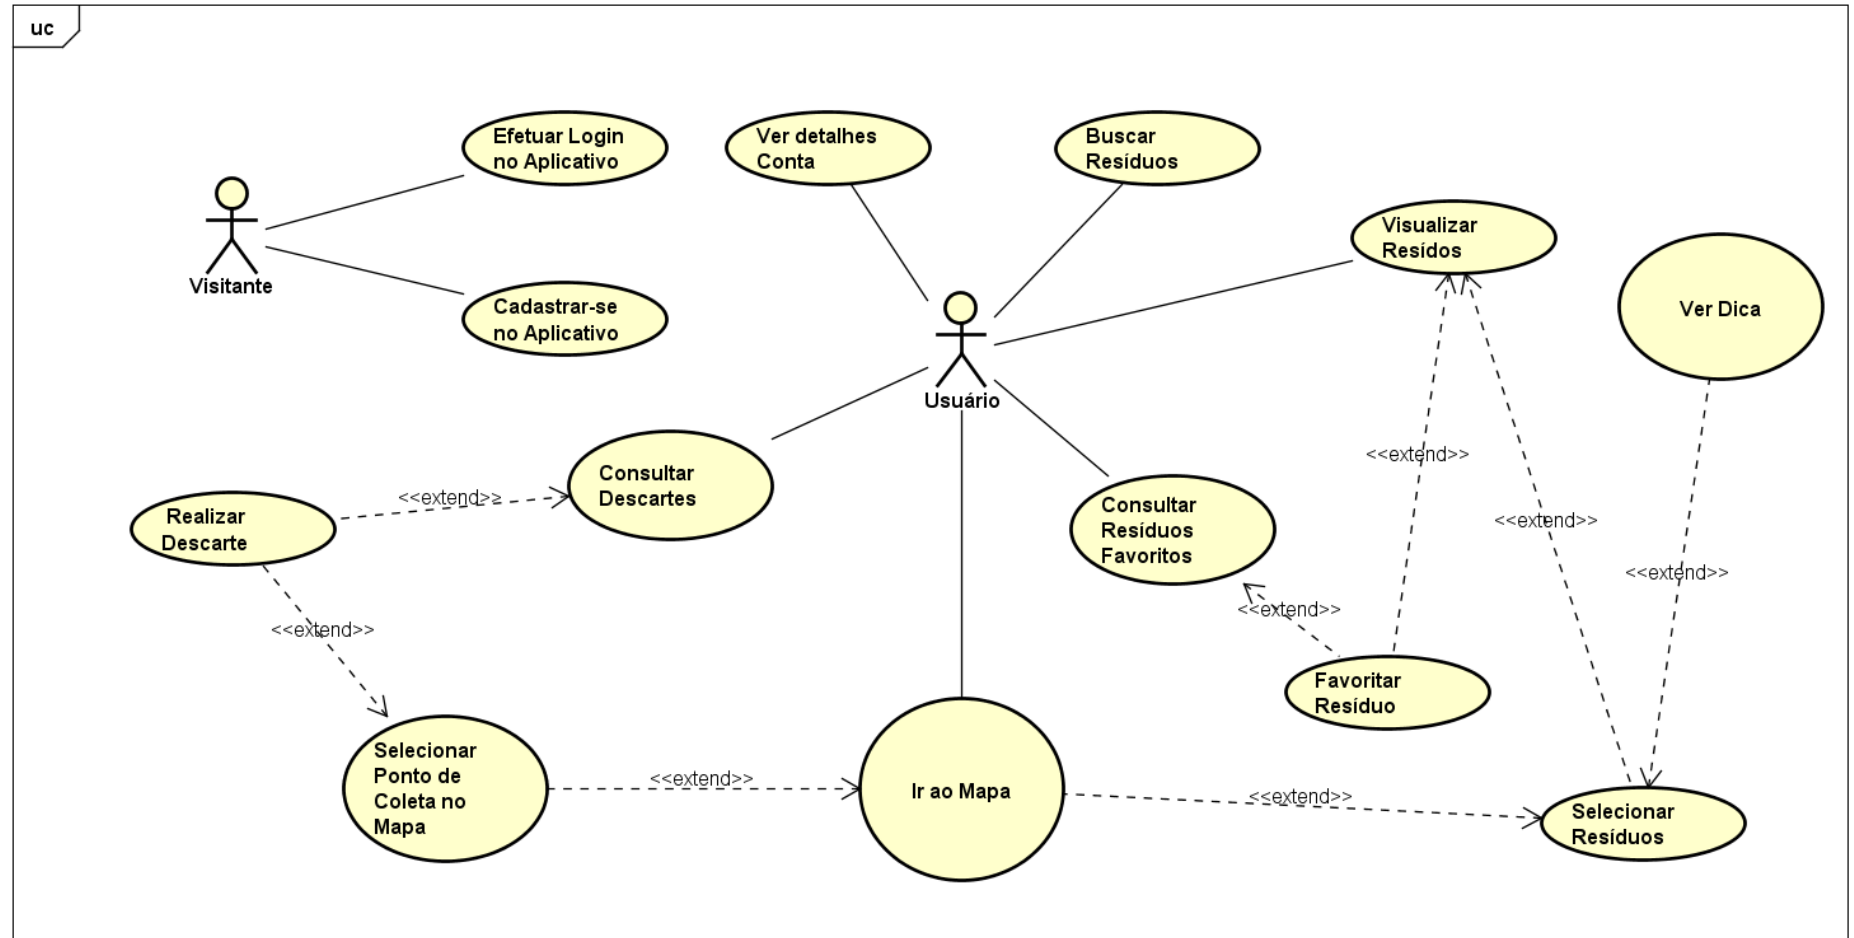 uc
Efetuar Login
no Aplicativo
Ver detalhes
Conta
Buscar
Resíduos
Visitante
Visualizar
Resídos
Ver Dica
Cadastrar-se
no Aplicativo
Usuário
Consultar
Descartes
<<extend>>
Realizar
Descarte
<<extend>>
Consultar
Resíduos
Favoritos
<<extend>>
<<extend>>
<<extend>>
<<extend>>
<<extend>>
Favoritar
Resíduo
Selecionar
Ponto de
Coleta no
Mapa
<<extend>>
Ir ao Mapa
<<extend>>
Selecionar
Resíduos